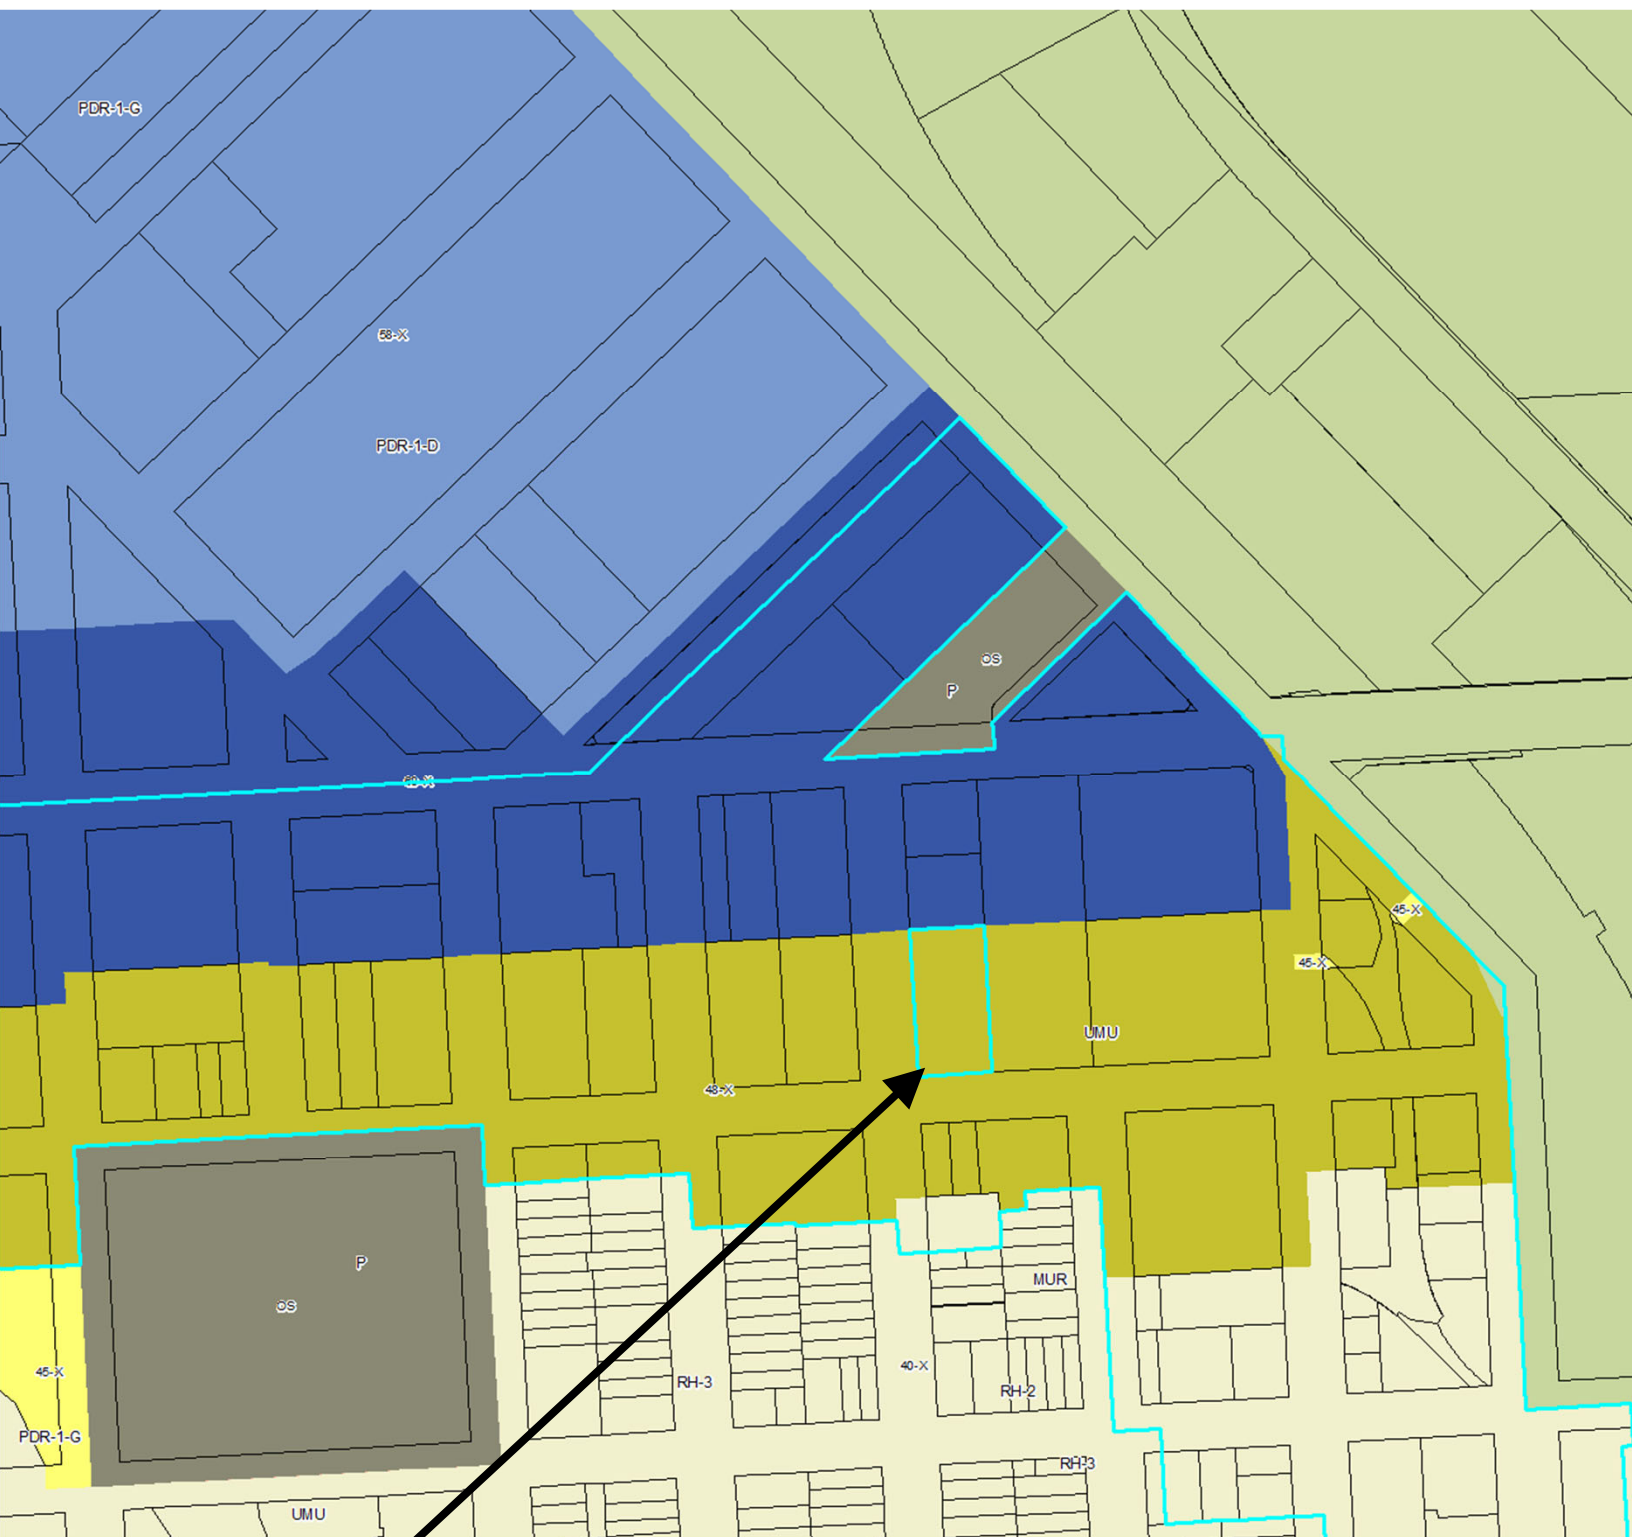 PDR-1-G
58-X
PDR-1-D
OS
P
45-X
45-X
UMU
48-X
P
MUR
OS
45-X
40-X
RH-3
RH-2
PDR-1-G
RH-3
UMU